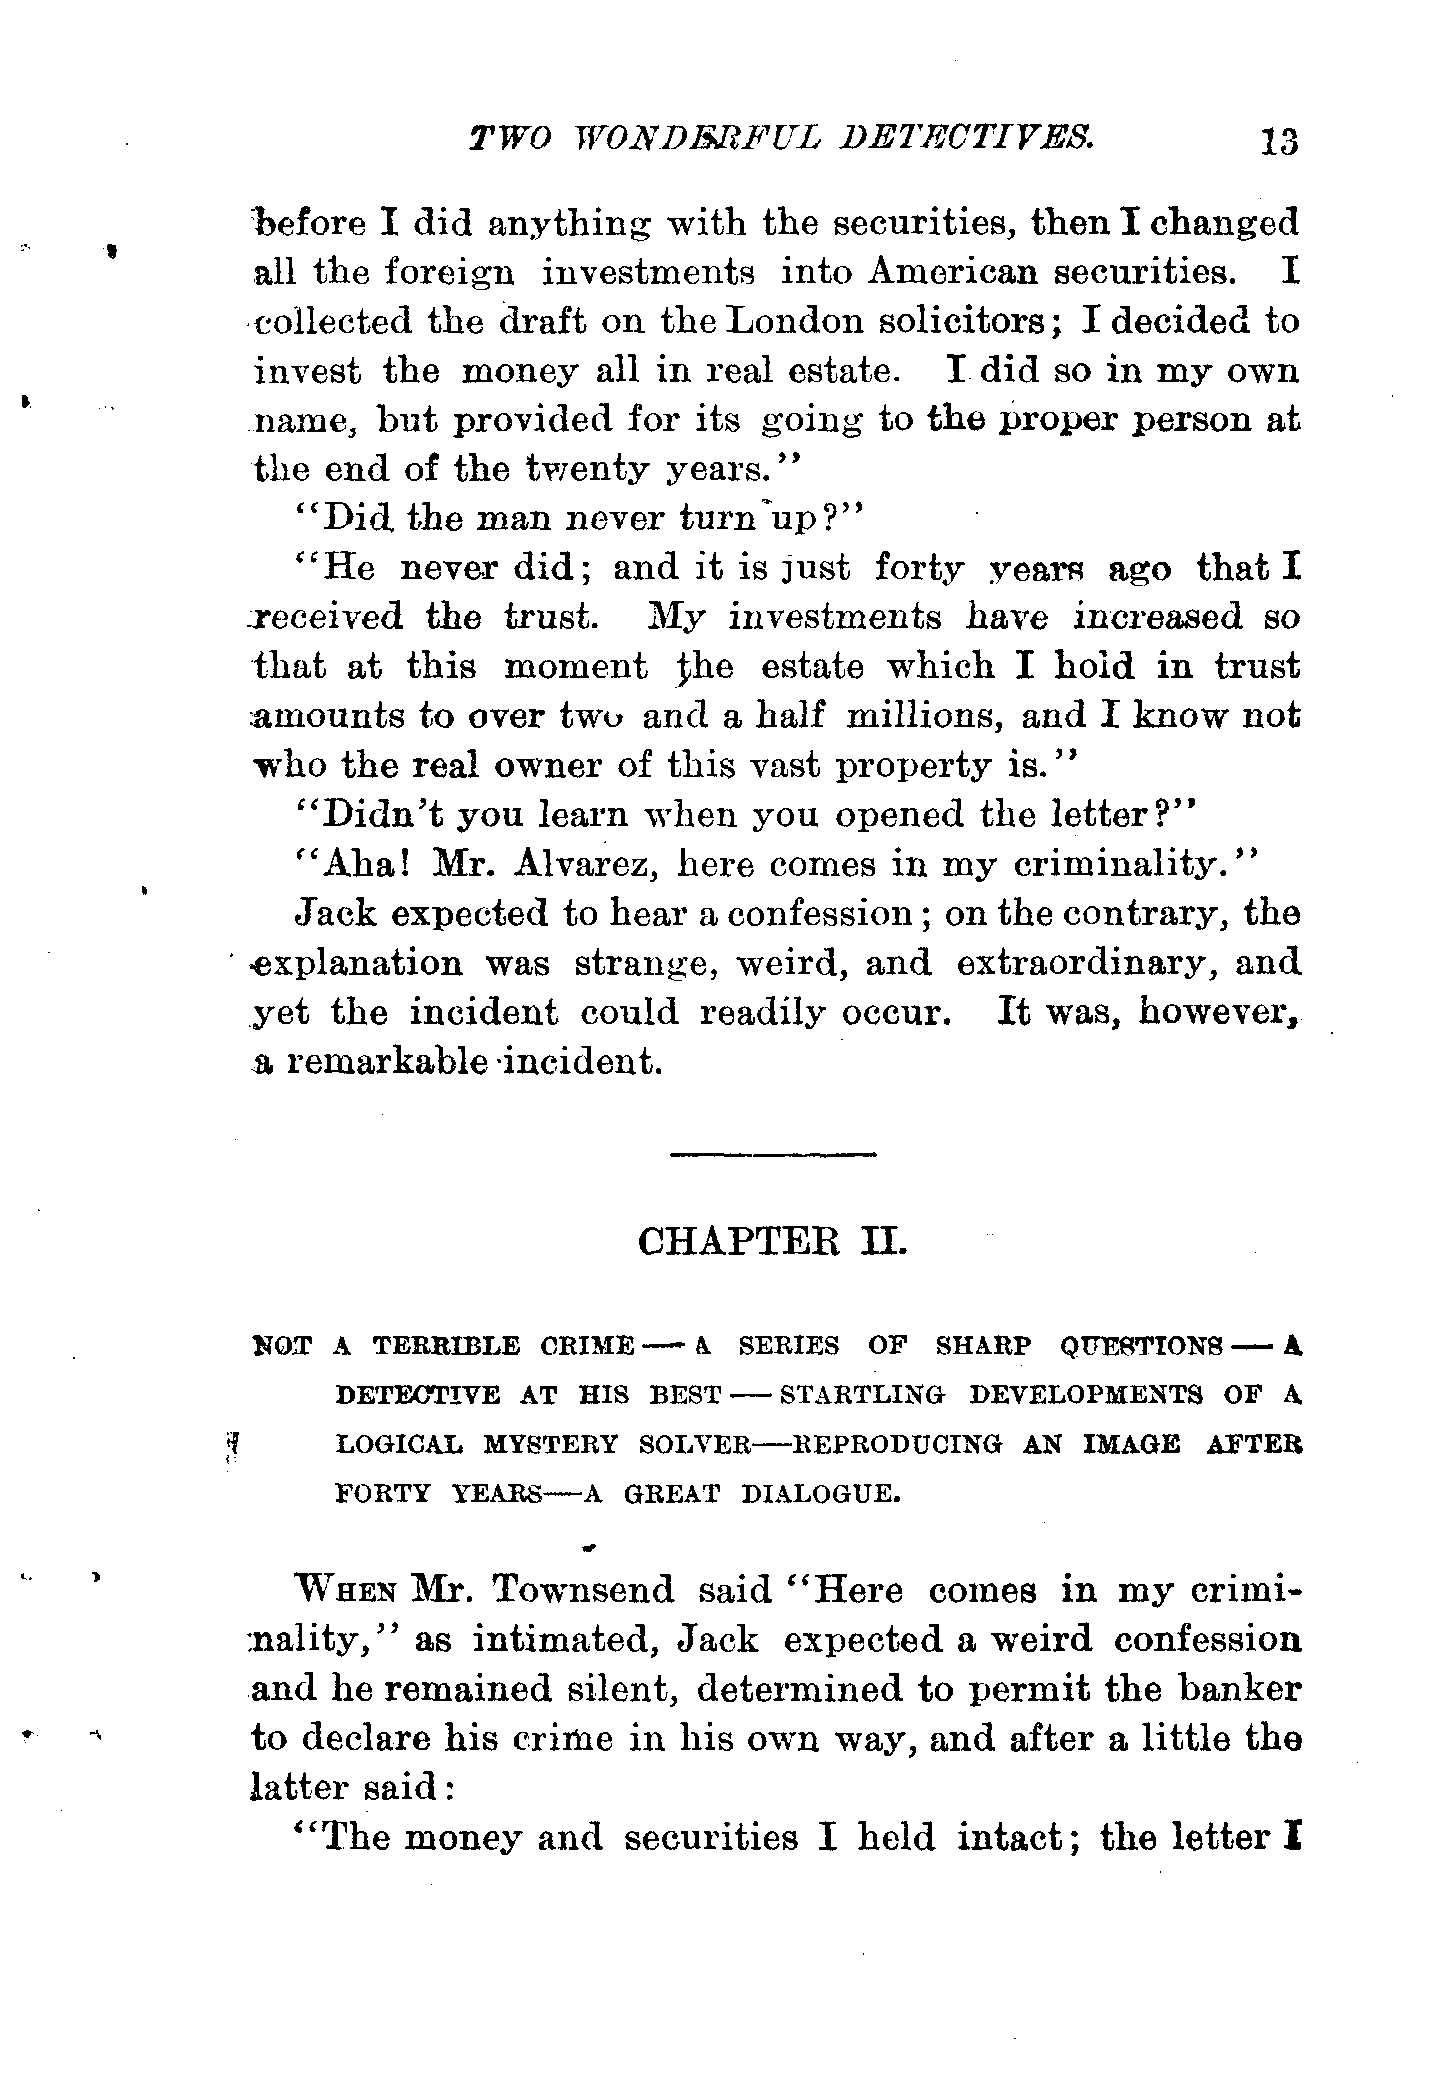 TWO WONDERFUL DETECTIVES. 13
before I did anything with the securities, then I changed
all the foreign investments into American securities. I
collected the draft on the London solicitors; I decided to
invest the money all in real estate. I did so in my own
name, but provided for its going to the proper person at
the end of the twenty years."
"Did the man never turn up?"
"He never did; and it is just forty years ago that I
received the trust. My investments have increased so
that at this moment the estate which I hold in trust
amounts to over two and a half millions, and I know not
who the real owner of this vast property is."
"Didn't you learn when you opened the letter?"
"Aha! Mr. Alvarez, here comes in my criminality."
Jack expected to hear a confession; on the contrary, the
explanation was strange, weird, and extraordinary, and
yet the incident could readily occur. It was, however,
a remarkable incident.
CHAPTER II.
NOT A TERRIBLE CRIME—A SERIES OF SHARP QUESTIONS—A
DETECTIVE AT HIS BEST—STARTLING DEVELOPMENTS OF A
LOGICAL MYSTERY SOLVER—REPRODUCING AN IMAGE AFTER
FORTY YEARS—A GREAT DIALOGUE.
WHEN Mr. Townsend said "Here comes in my crimi-
nality," as intimated, Jack expected a weird confession
and he remained silent, determined to permit the banker
to declare his crime in his own way, and after a little the
latter said:
"The money and securities I held intact; the letter I